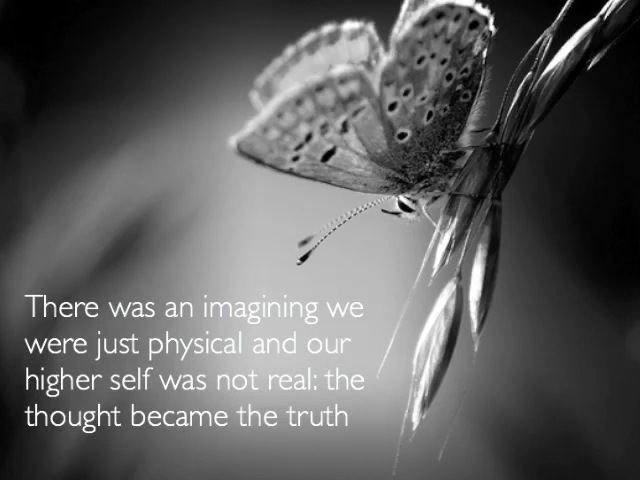 There was an imagining we
were just physical and our
higher self was not real: the
thought became the truth